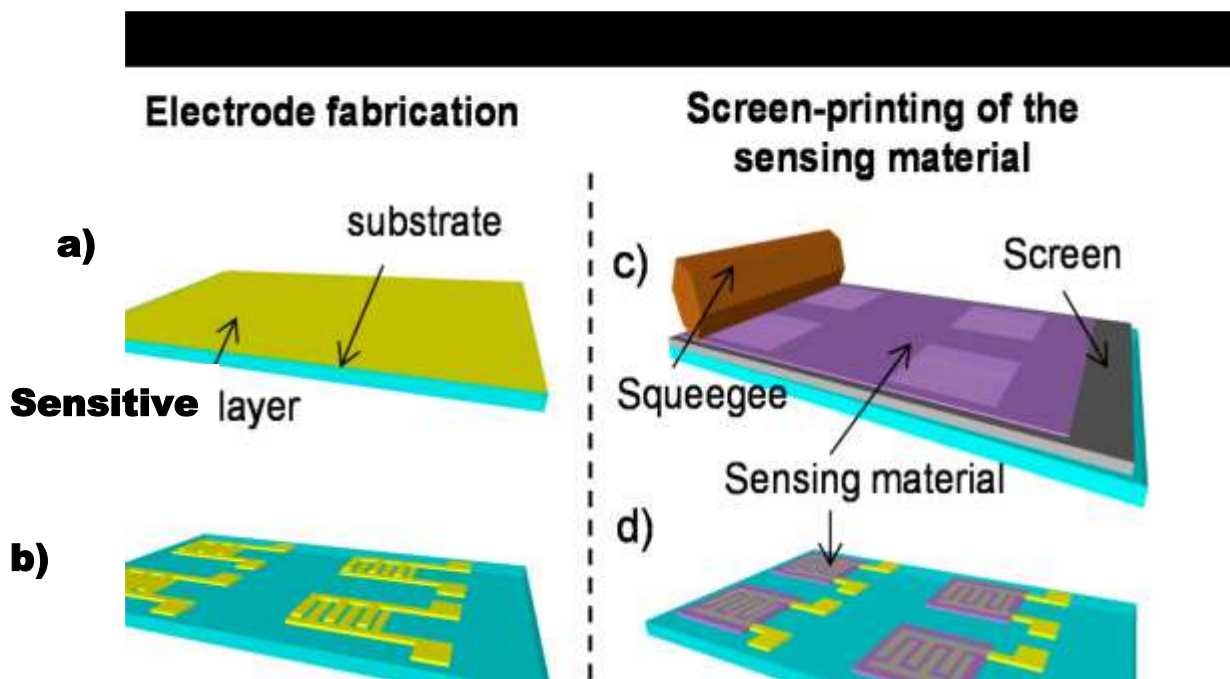 Electrode fabrication
a)
substrate
Sensitive layer
b)
Screen-printing of the
sensing material
c)
Screen
Squeegee
Sensing material
d)